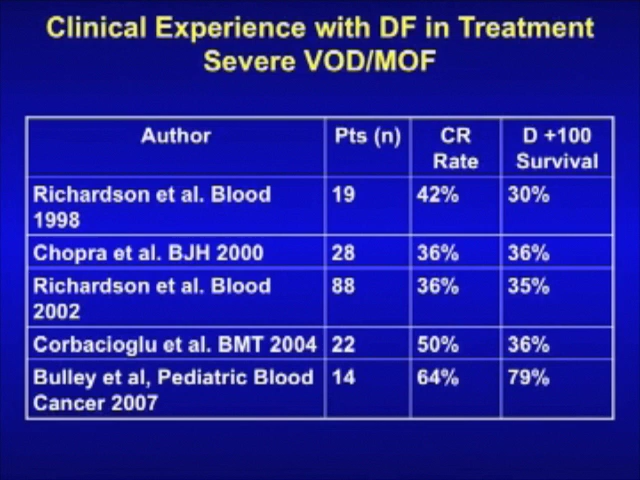 Clinical Experience with DF in Treatment
Severe VOD/MOF
Author Pts (n) CR Rate D +100 Survival
Richardson et al. Blood 1998 19 42% 30%
Chopra et al. BJH 2000 28 36% 36%
Richardson et al. Blood 2002 88 36% 35%
Corbacioglu et al. BMT 2004 22 50% 36%
Bulley et al, Pediatric Blood Cancer 2007 14 64% 79%